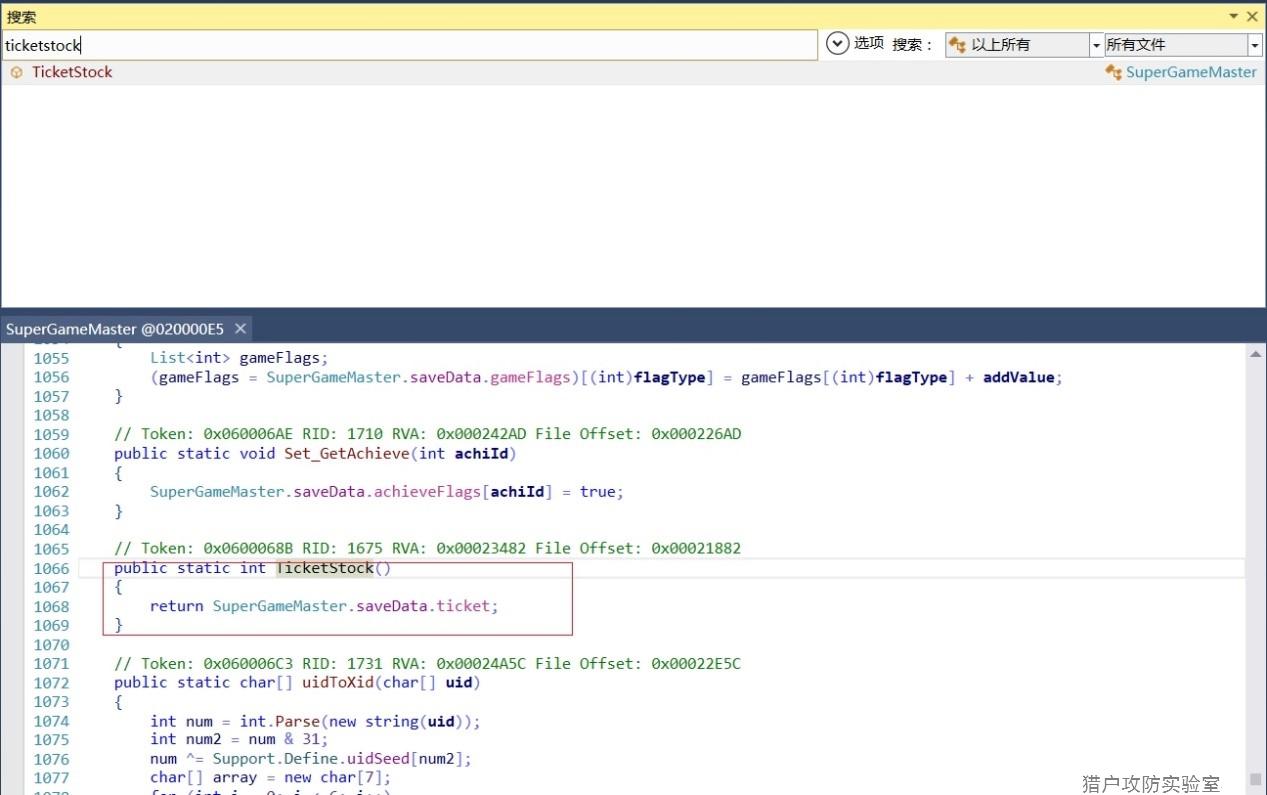 搜索
ticketstock
选项 搜索： 以上所有 所有文件
TicketStock SuperGameMaster
SuperGameMaster @020000E5
1055 List<int> gameFlags;
1056 (gameFlags = SuperGameMaster.saveData.gameFlags)[(int)flagType] = gameFlags[(int)flagType] + addValue;
1057 }
1058
1059 // Token: 0x060006AE RID: 1710 RVA: 0x000242AD File Offset: 0x000226AD
1060 public static void Set_GetAchieve(int achiId)
1061 {
1062 SuperGameMaster.saveData.achieveFlags[achiId] = true;
1063 }
1064
1065 // Token: 0x0600068B RID: 1675 RVA: 0x00023482 File Offset: 0x00021882
1066 public static int TicketStock()
1067 {
1068 return SuperGameMaster.saveData.ticket;
1069 }
1070
1071 // Token: 0x060006C3 RID: 1731 RVA: 0x00024A5C File Offset: 0x00022E5C
1072 public static char[] uidToXid(char[] uid)
1073 {
1074 int num = int.Parse(new string(uid));
1075 int num2 = num & 31;
1076 num ^= Support.Define.uidSeed[num2];
1077 char[] array = new char[7];
猎户攻防实验室